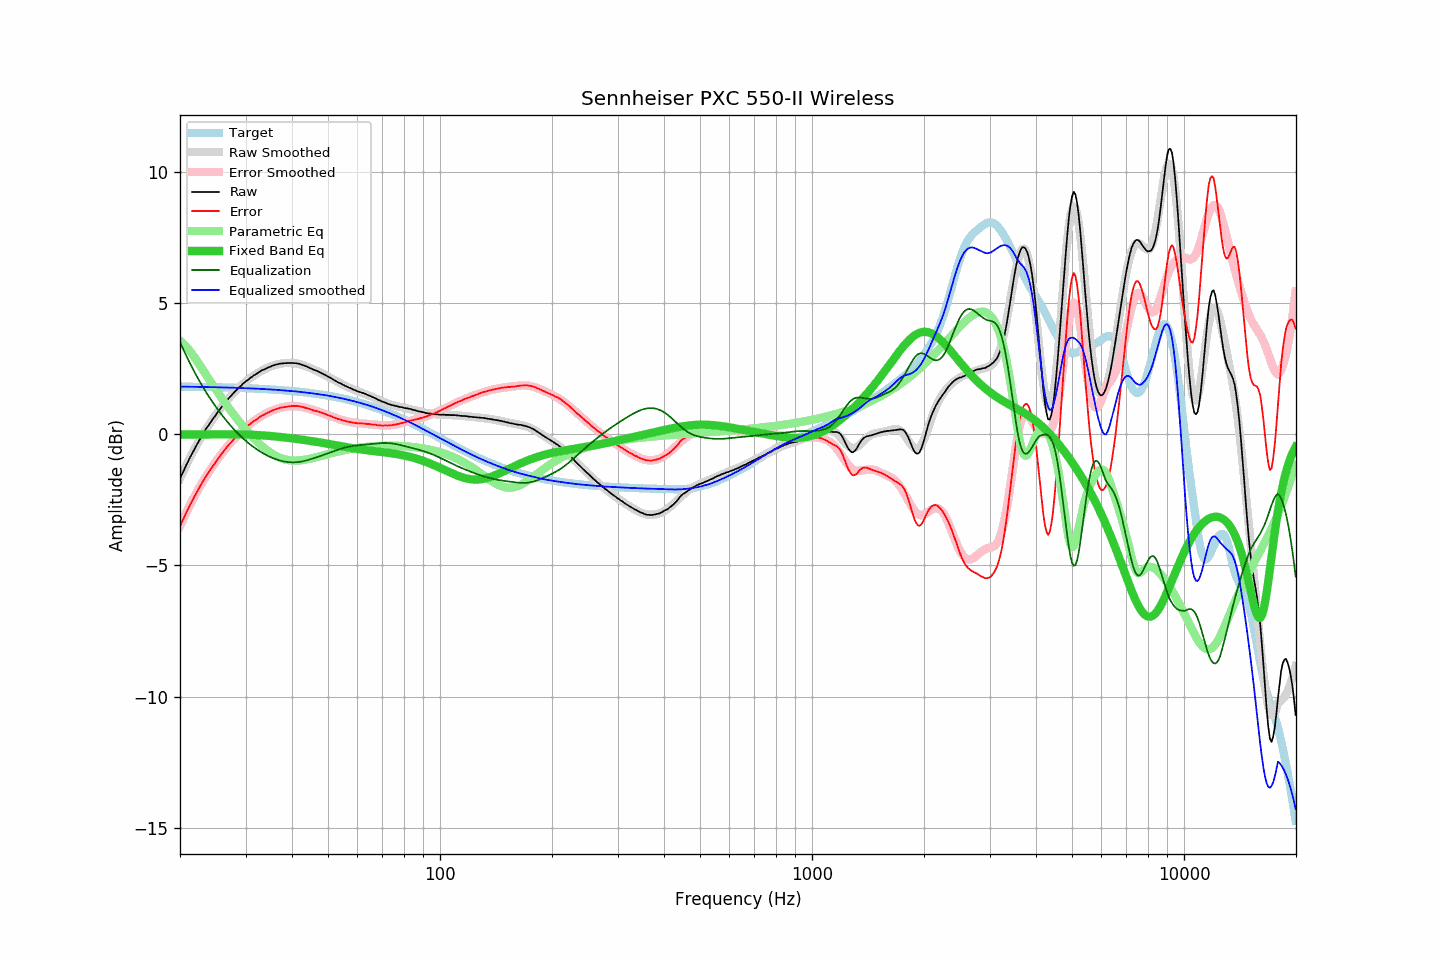 Sennheiser PXC 550-II Wireless
Target
Raw Smoothed
Error Smoothed
Raw
Error
Parametric Eq
Fixed Band Eq
Equalization
Equalized smoothed
10
5
0
−5
−10
−15
Amplitude (dBr)
100 1000 10000
Frequency (Hz)